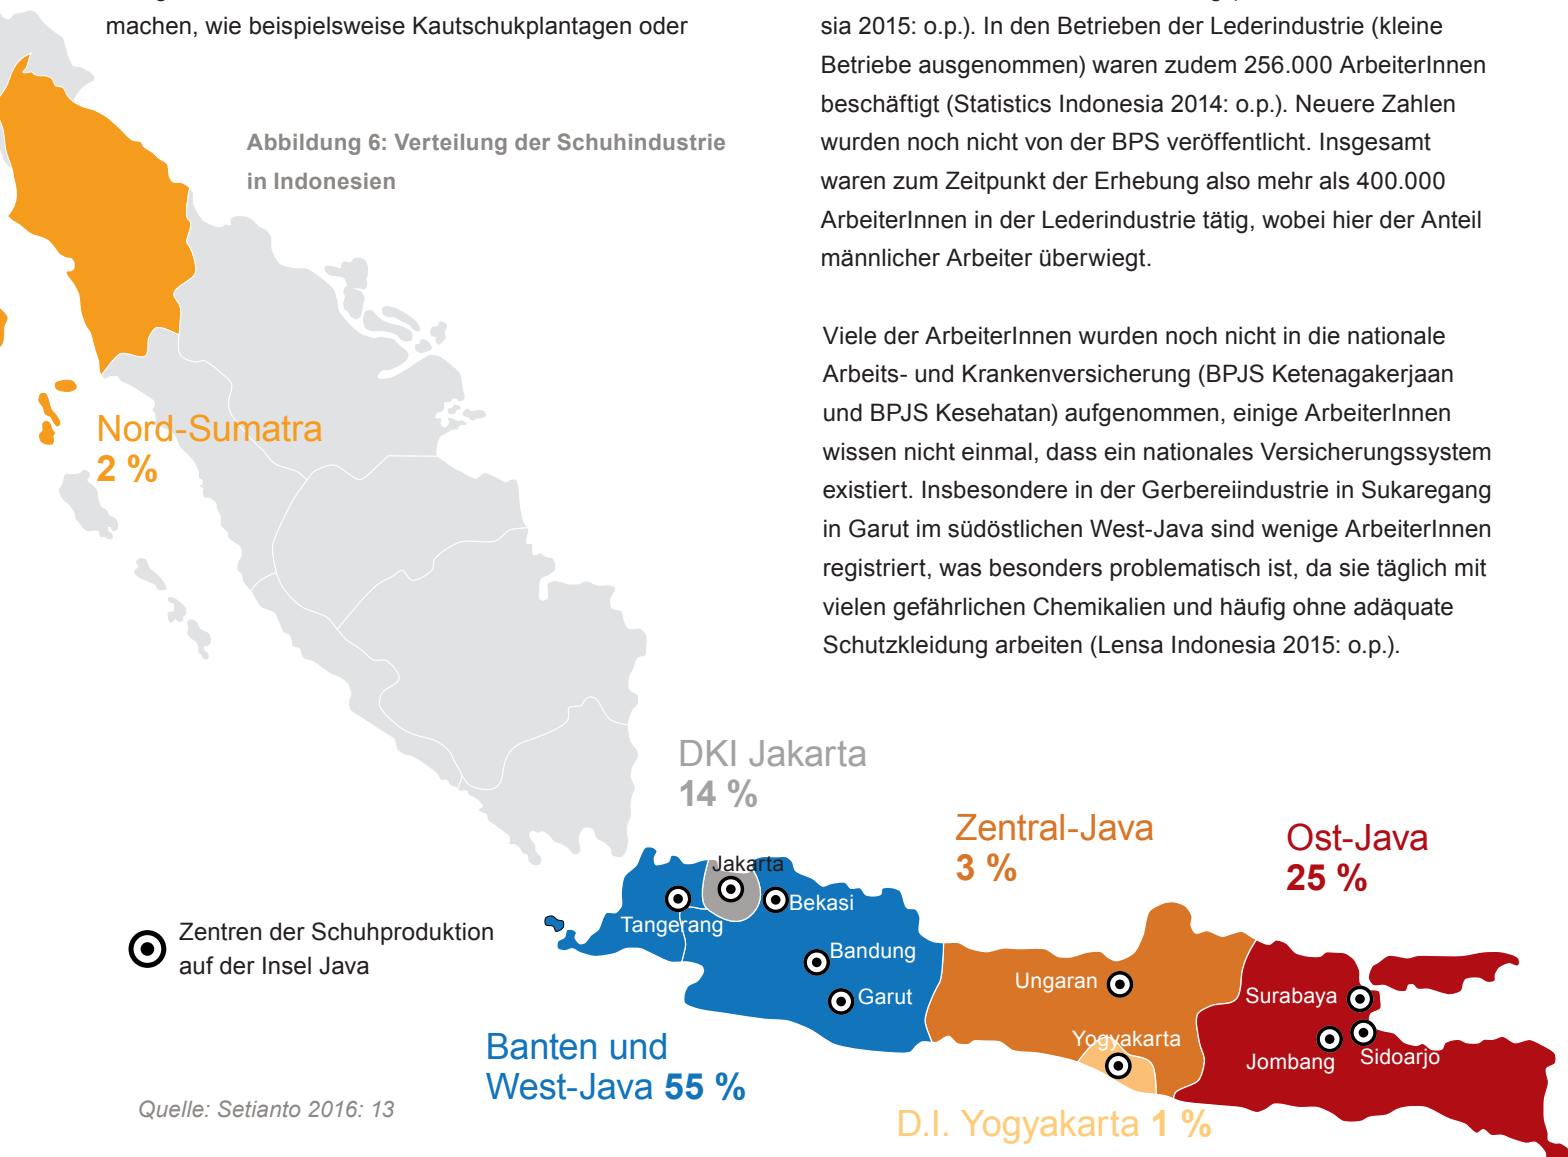 machen, wie beispielsweise Kautschukplantagen oder
Abbildung 6: Verteilung der Schuhindustrie
in Indonesien
sia 2015: o.p.). In den Betrieben der Lederindustrie (kleine
Betriebe ausgenommen) waren zudem 256.000 ArbeiterInnen
beschäftigt (Statistics Indonesia 2014: o.p.). Neuere Zahlen
wurden noch nicht von der BPS veröffentlicht. Insgesamt
waren zum Zeitpunkt der Erhebung also mehr als 400.000
ArbeiterInnen in der Lederindustrie tätig, wobei hier der Anteil
männlicher Arbeiter überwiegt.
Viele der ArbeiterInnen wurden noch nicht in die nationale
Arbeits- und Krankenversicherung (BPJS Ketenagakerjaan
und BPJS Kesehatan) aufgenommen, einige ArbeiterInnen
wissen nicht einmal, dass ein nationales Versicherungssystem
existiert. Insbesondere in der Gerbereiindustrie in Sukaregang
in Garut im südöstlichen West-Java sind wenige ArbeiterInnen
registriert, was besonders problematisch ist, da sie täglich mit
vielen gefährlichen Chemikalien und häufig ohne adäquate
Schutzkleidung arbeiten (Lensa Indonesia 2015: o.p.).
Nord-Sumatra
2 %
DKI Jakarta
14 %
Zentral-Java
3 %
Ost-Java
25 %
Jakarta
Tangerang
Bekasi
Bandung
Garut
Ungaran
Yogyakarta
Surabaya
Jombang
Sidoarjo
Zentren der Schuhproduktion
auf der Insel Java
Banten und
West-Java 55 %
D.I. Yogyakarta 1 %
Quelle: Setianto 2016: 13